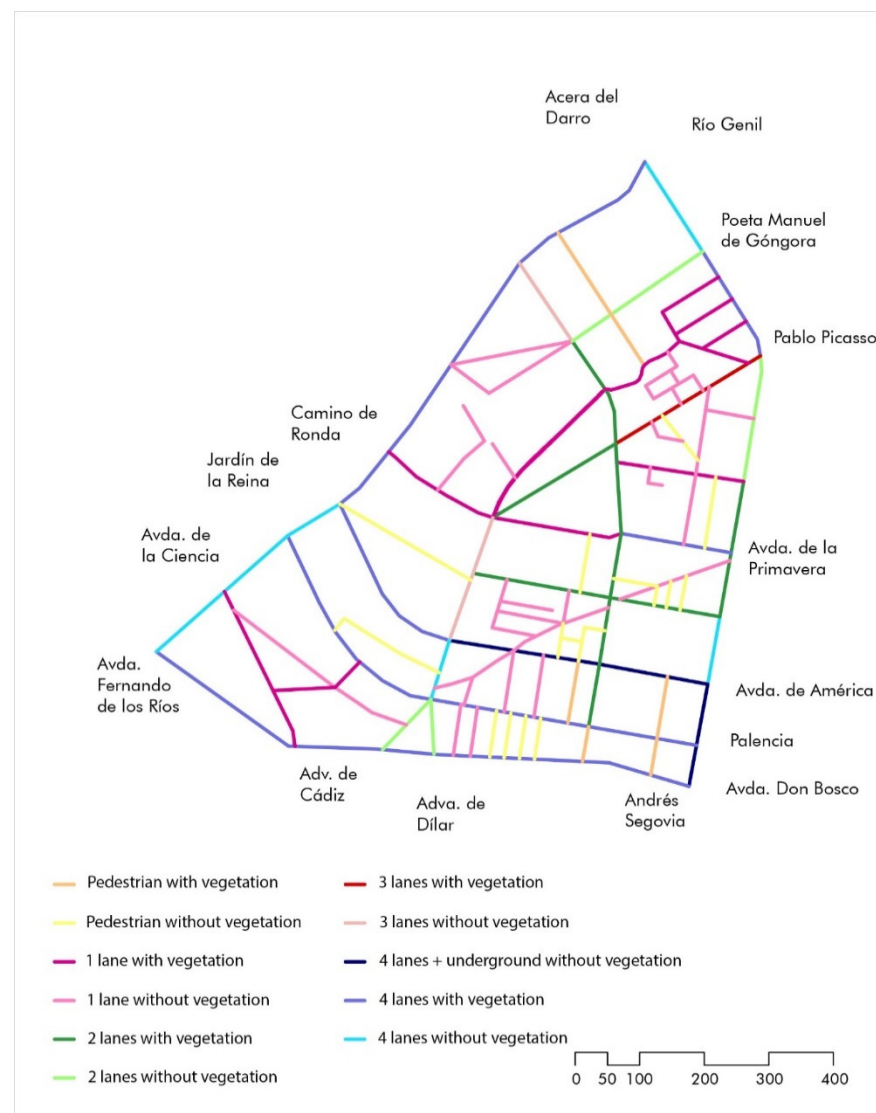 Acera del
Darro
Río Genil
Poeta Manuel
de Góngora
Pablo Picasso
Camino de
Ronda
Jardín de
la Reina
Avda. de
la Ciencia
Avda. de la
Primavera
Avda.
Fernando
de los Ríos
Avda. de América
Palencia
Avda. Don Bosco
Adv. de
Cádiz
Adva. de
Dílar
Andrés
Segovia
Pedestrian with vegetation
Pedestrian without vegetation
1 lane with vegetation
1 lane without vegetation
2 lanes with vegetation
2 lanes without vegetation
3 lanes with vegetation
3 lanes without vegetation
4 lanes + underground without vegetation
4 lanes with vegetation
4 lanes without vegetation
0 50 100 200 300 400